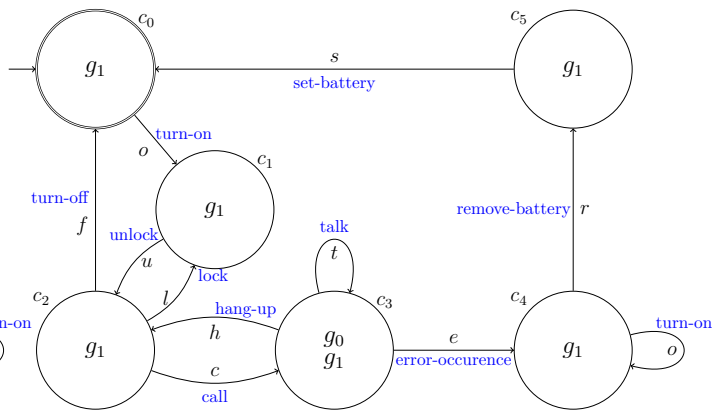 c0
c5
g1
s
g1
set-battery
turn-on
o
c1
g1
turn-off
f
unlock
u
l
lock
remove-battery
r
talk
t
c2
c3
c4
n-on
hang-up
h
g1
g0
g1
e
error-occurence
g1
turn-on
o
c
call